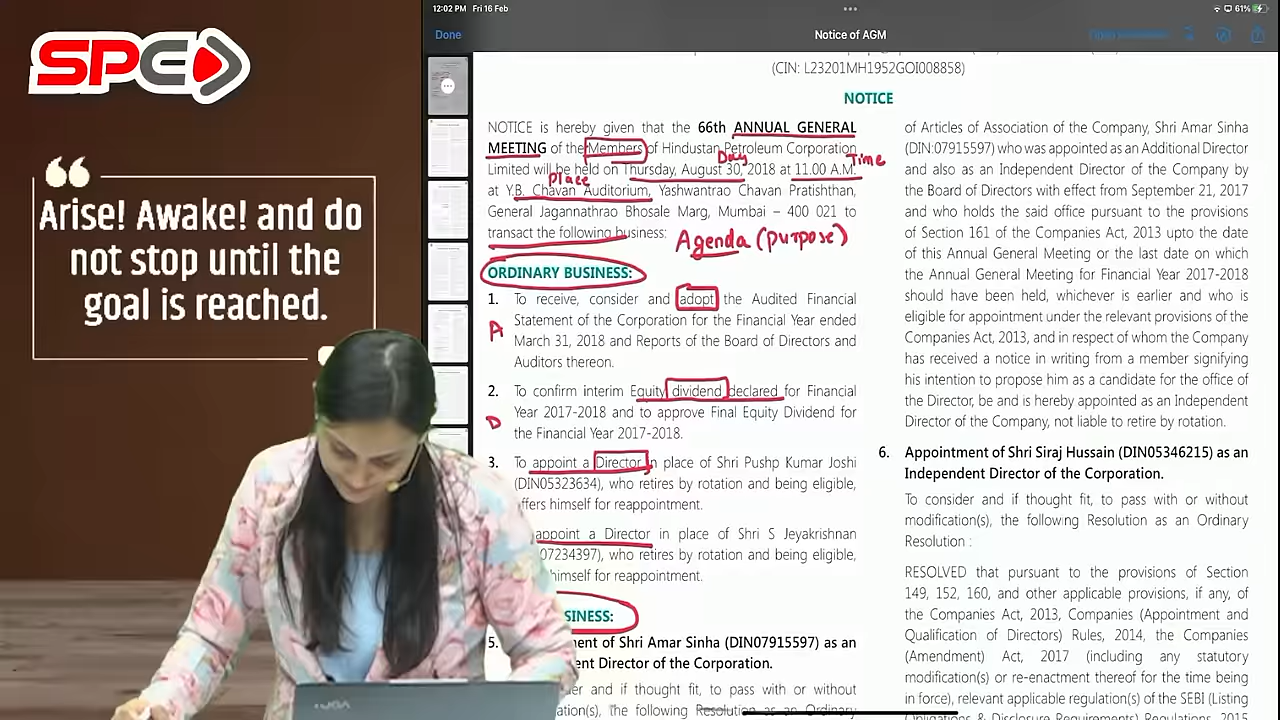 12:02 PM Fri 16 Feb
61%
Done
Notice of AGM
SPC
Arise! Awake! and do
not stop until the
goal is reached.
(CIN: L23201MH1952GOI008858)
NOTICE
NOTICE is hereby given that the 66th ANNUAL GENERAL
MEETING of the Members of Hindustan Petroleum Corporation
Day
Time
Limited will be held on Thursday, August 30, 2018 at 11.00 A.M.
Place
at Y.B. Chavan Auditorium, Yashwantrao Chavan Pratishthan,
General Jagannathrao Bhosale Marg, Mumbai – 400 021 to
transact the following business:
Agenda (purpose)
ORDINARY BUSINESS:
1. To receive, consider and adopt the Audited Financial
Statement of the Corporation for the Financial Year ended
A
March 31, 2018 and Reports of the Board of Directors and
Auditors thereon.
2. To confirm interim Equity dividend declared for Financial
Year 2017-2018 and to approve Final Equity Dividend for
D
the Financial Year 2017-2018.
3. To appoint a Director in place of Shri Pushp Kumar Joshi
(DIN05323634), who retires by rotation and being eligible,
ffers himself for reappointment.
appoint a Director in place of Shri S Jeyakrishnan
07234397), who retires by rotation and being eligible,
himself for reappointment.
SINESS:
5. ment of Shri Amar Sinha (DIN07915597) as an
ent Director of the Corporation.
er and if thought fit, to pass with or without
ation(s), The following Resolution as an Ordinary
of Articles of Association of the Company, Shri Amar Sinha
(DIN:07915597) who was appointed as an Additional Director
and also as an Independent Director of the Company by
the Board of Directors with effect from September 21, 2017
and who holds the said office pursuant to the provisions
of Section 161 of the Companies Act, 2013 upto the date
of this Annual General Meeting or the last date on which
the Annual General Meeting for Financial Year 2017-2018
should have been held, whichever is earlier and who is
eligible for appointment under the relevant provisions of the
Companies Act, 2013, and in respect of whom the Company
has received a notice in writing from a member signifying
his intention to propose him as a candidate for the office of
the Director, be and is hereby appointed as an Independent
Director of the Company, not liable to retire by rotation.
6. Appointment of Shri Siraj Hussain (DIN05346215) as an
Independent Director of the Corporation.
To consider and if thought fit, to pass with or without
modification(s), the following Resolution as an Ordinary
Resolution :
RESOLVED that pursuant to the provisions of Section
149, 152, 160, and other applicable provisions, if any, of
the Companies Act, 2013, Companies (Appointment and
Qualification of Directors) Rules, 2014, the Companies
(Amendment) Act, 2017 (including any statutory
modification(s) or re-enactment thereof for the time being
in force), relevant applicable regulation(s) of the SEBI (Listing